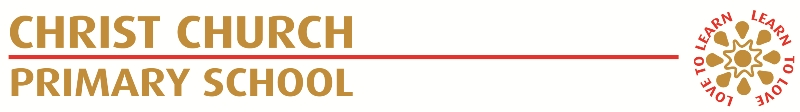 CHRIST CHURCH
PRIMARY SCHOOL
LOVE TO LEARN LEARN TO LOVE